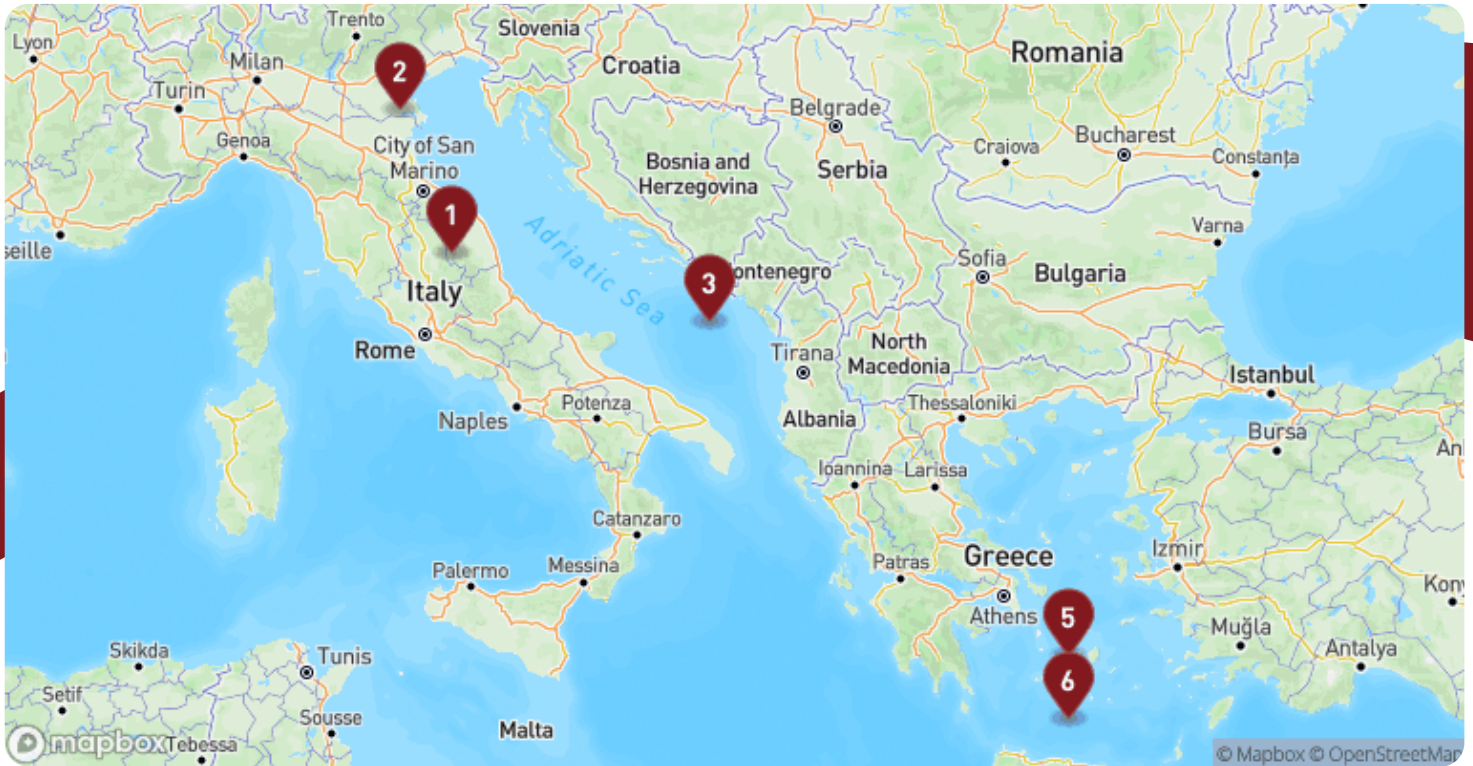 Lyon
Trento
Slovenia
Milan
2
Croatia
Romania
Turin
Belgrade
Genoa
City of San
Marino
Bosnia and
Herzegovina
Serbia
Craiova
Bucharest
Constanța
1
Adriatic Sea
Varna
seille
Sofia
Bulgaria
3
ontenegro
Italy
Rome
Tirana
North
Macedonia
Istanbul
Naples
Potenza
Albania
Thessaloniki
Bursa
An
Ioannina
Larissa
Catanzaro
Izmir
Greece
Patras
Palermo
Messina
Kony
Athens
5
Muğla
Antalya
Skikda
Tunis
6
Setif
Sousse
Malta
mapbox
Tebessa
© Mapbox © OpenStreetMap